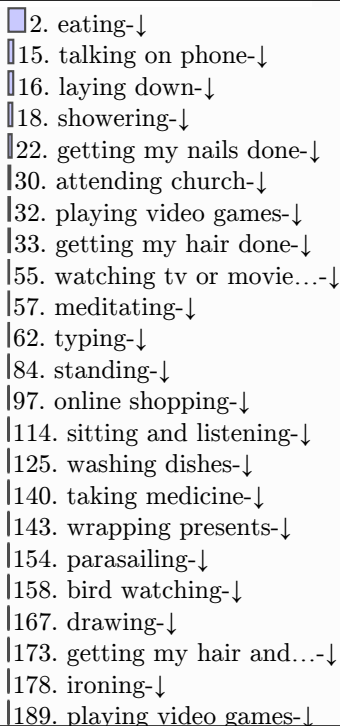 2. eating-↓
15. talking on phone-↓
16. laying down-↓
18. showering-↓
22. getting my nails done-↓
30. attending church-↓
32. playing video games-↓
33. getting my hair done-↓
55. watching tv or movie…-↓
57. meditating-↓
62. typing-↓
84. standing-↓
97. online shopping-↓
114. sitting and listening-↓
125. washing dishes-↓
140. taking medicine-↓
143. wrapping presents-↓
154. parasailing-↓
158. bird watching-↓
167. drawing-↓
173. getting my hair and…-↓
178. ironing-↓
189. playing video games-↓